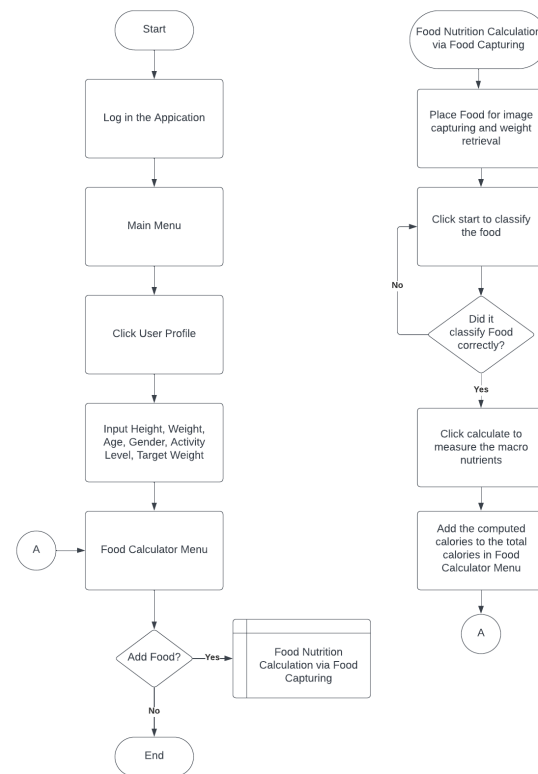 Start
Log in the Appication
Main Menu
Click User Profile
Input Height, Weight,
Age, Gender, Activity
Level, Target Weight
A
Food Calculator Menu
Add Food?
Yes
Food Nutrition
Calculation via Food
Capturing
No
End
Food Nutrition Calculation
via Food Capturing
Place Food for image
capturing and weight
retrieval
Click start to classify
the food
No
Did it
classify Food
correctly?
Yes
Click calculate to
measure the macro
nutrients
Add the computed
calories to the total
calories in Food
Calculator Menu
A